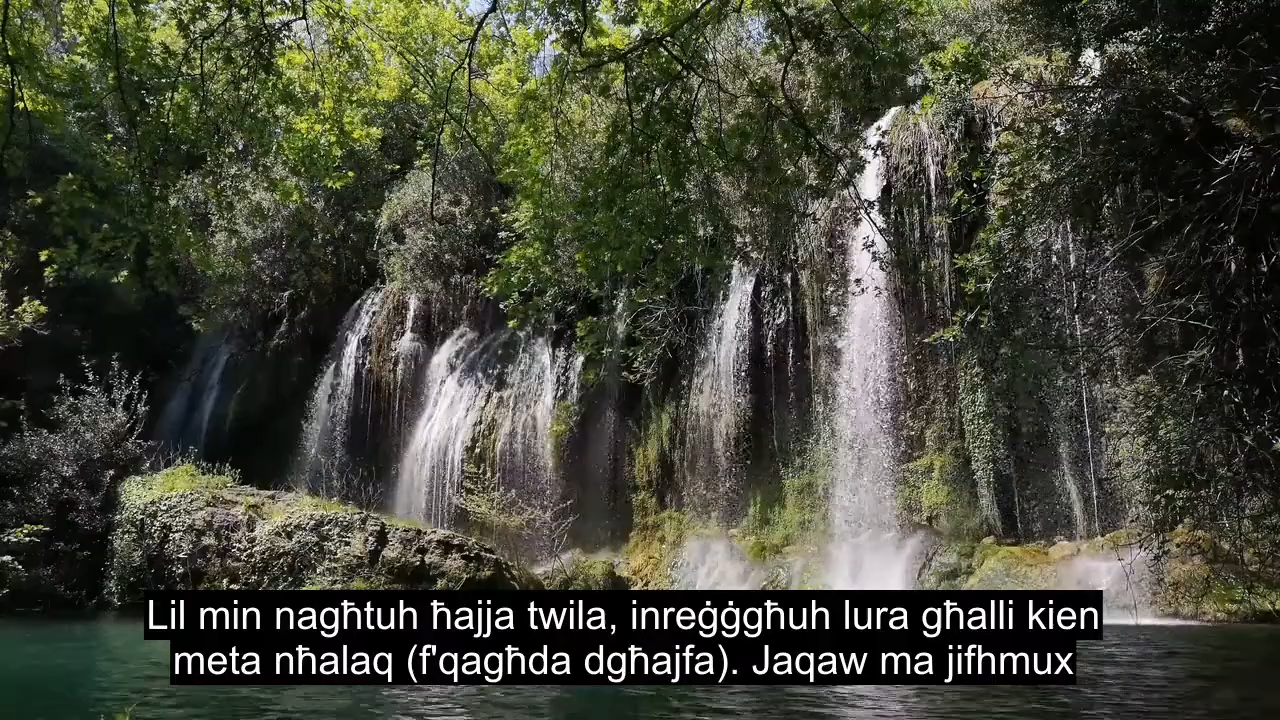 Lil min nagħtuh ħajja twila, inreġġgħuh lura għalli kien
meta nħalaq (f'qagħda dgħajfa). Jaqaw ma jifhmux